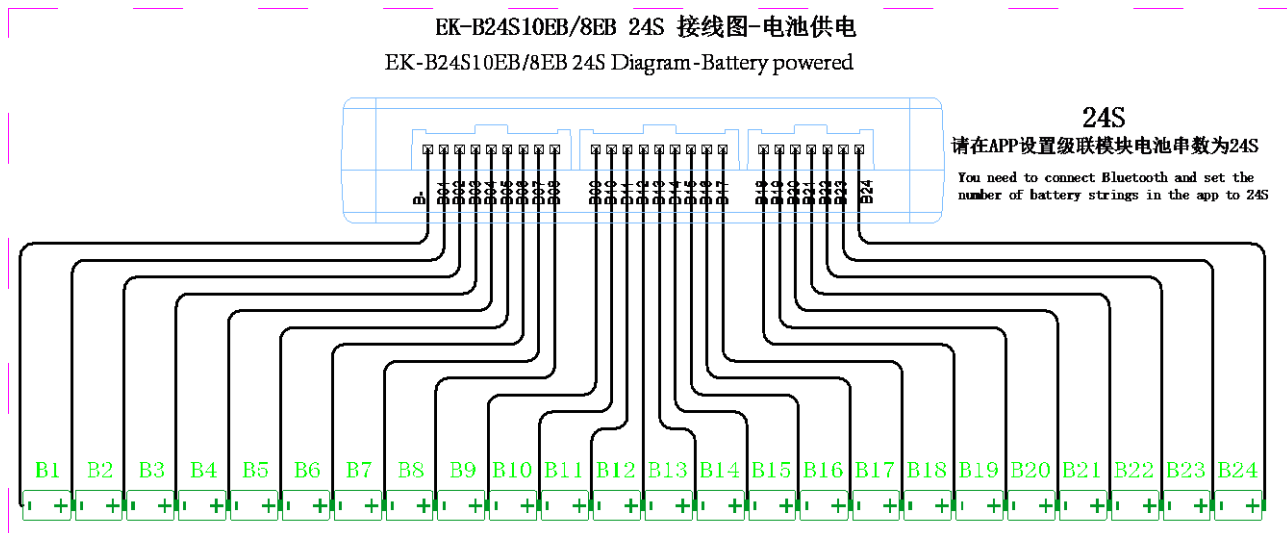 EK-B24S10EB/8EB 24S 接线图-电池供电
EK-B24S10EB/8EB 24S Diagram-Battery powered
24S
请在APP设置级联模块电池串数为24S
You need to connect Bluetooth and set the
number of battery strings in the app to 24S
B- B01 B02 B03 B04 B05 B06 B07 B08 B09 B10 B11 B12 B13 B14 B15 B16 B17 B18 B19 B20 B21 B22 B23 B24
B1 B2 B3 B4 B5 B6 B7 B8 B9 B10 B11 B12 B13 B14 B15 B16 B17 B18 B19 B20 B21 B22 B23 B24
- + - + - + - + - + - + - + - + - + - + - + - + - + - + - + - + - + - + - + - + - + - + - + - +